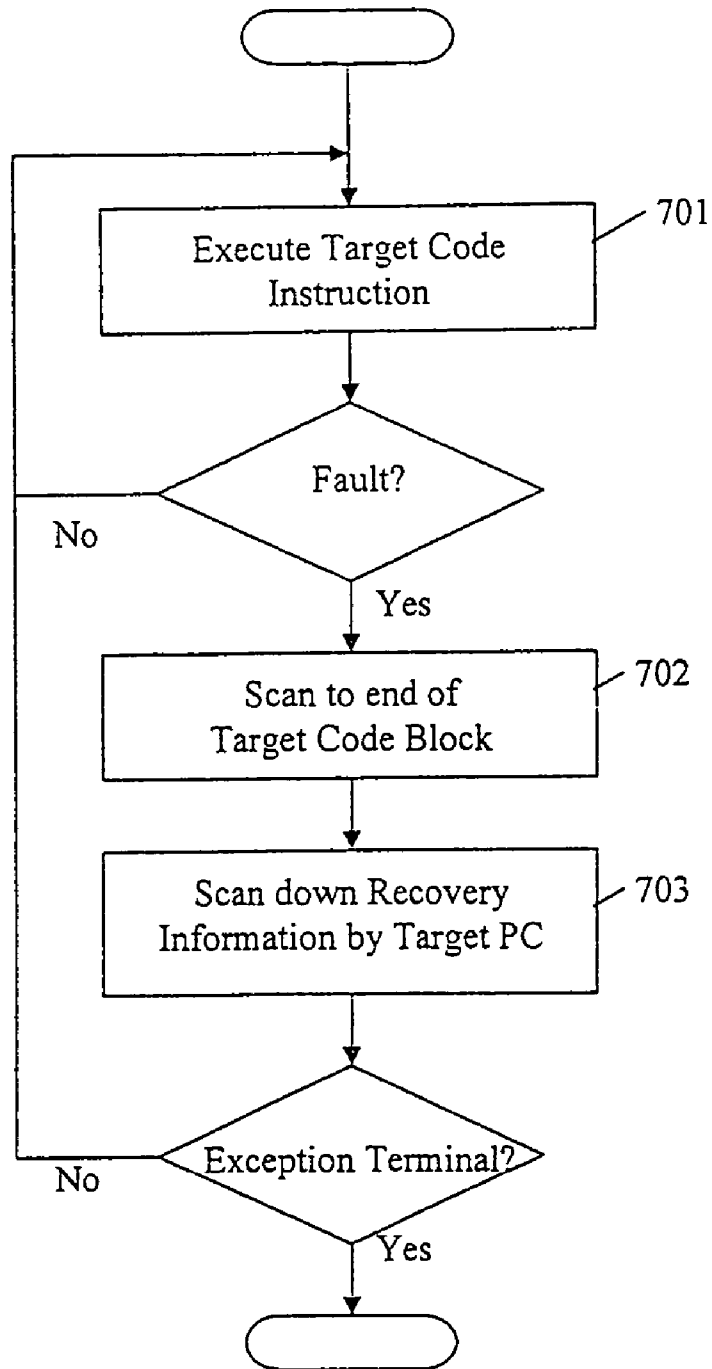 701
Execute Target Code
Instruction
Fault?
No
Yes
702
Scan to end of
Target Code Block
703
Scan down Recovery
Information by Target PC
Exception Terminal?
No
Yes